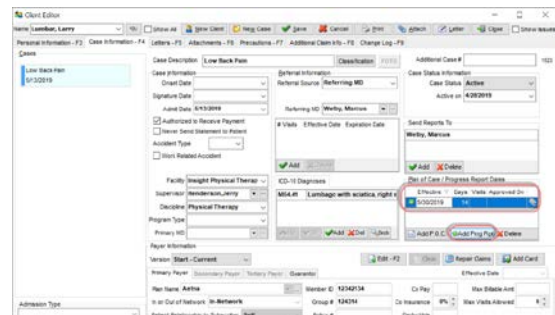 Client Editor
Name Lumbar, Larry Show All New Client New Case Save Cancel Print Attach Letter Close Show Issues
Personal Information - F3 Case Information - F4 Letters - F5 Attachments - F6 Precautions - F7 Additional Claim Info - F8 Change Log - F9
Cases
Low Back Pain
5/13/2019
Case Description Low Back Pain Classification Additional Case #
Case Information Referral Information Case Status Information
Onset Date Referral Source Referring MD Case Status Active
Signature Date Active on 4/28/2019
Admit Date 5/13/2019 Referring MD Welby, Marcus
Authorized to Receive Payment # Visits Effective Date Expiration Date Send Reports To
Never Send Statement to Patient Welby, Marcus
Accident Type
Work Related Accident
Add Add Delete
Facility Insight Physical Therap ICD-10 Diagnoses Plan of Care / Progress Report Dates
Supervisor Henderson, Jerry M54.41 Lumbago with sciatica, right s Effective Days Visits Approved On
Discipline Physical Therapy 5/30/2019 14
Program Type
Primary MD Add Del Add P.O.C. Add Prog Rpt Delete
Payer Information
Version Start - Current Edit - F2 Clear Repair Claims Add Card
Primary Payer Secondary Payer Tertiary Payer Guarantor Effective Date
Plan Name Aetna Member ID 12342134 Co Pay Max Billable Amt
In or Out of Network In-Network Group # 124314 Co Insurance 0% Max Visits Allowed
Admission Type